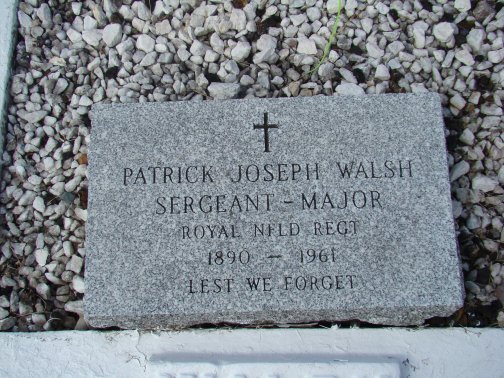 PATRICK JOSEPH WALSH
SERGEANT - MAJOR
ROYAL NFLD REGT
1890 — 1961
LEST WE FORGET